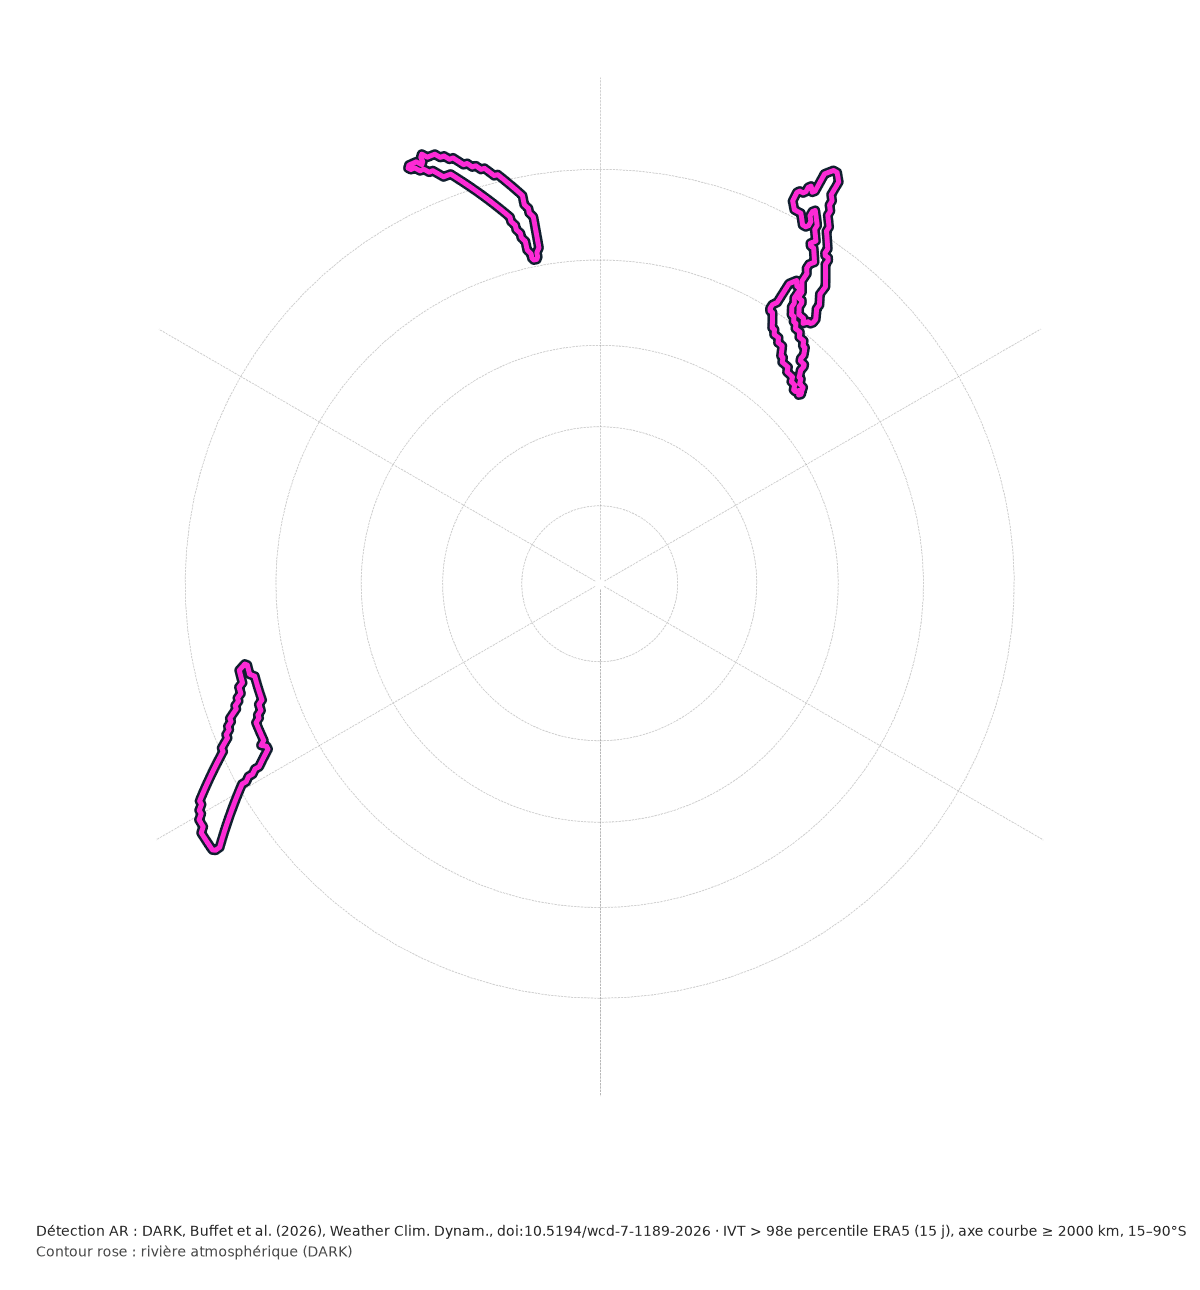 Détection AR : DARK, Buffet et al. (2026), Weather Clim. Dynam., doi:10.5194/wcd-7-1189-2026 · IVT > 98e percentile ERA5 (15 j), axe courbe ≥ 2000 km, 15–90°S
Contour rose : rivière atmosphérique (DARK)